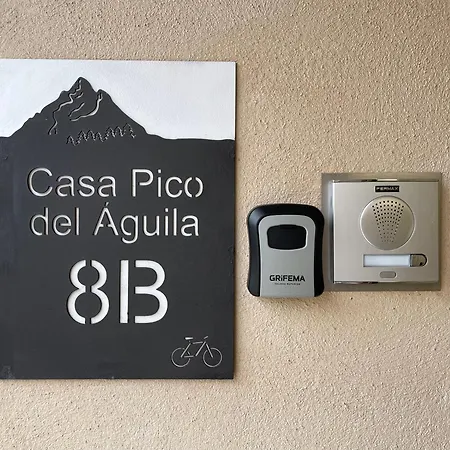 Casa Pico
del Águila
8B
GRIFEMA
FERMAX